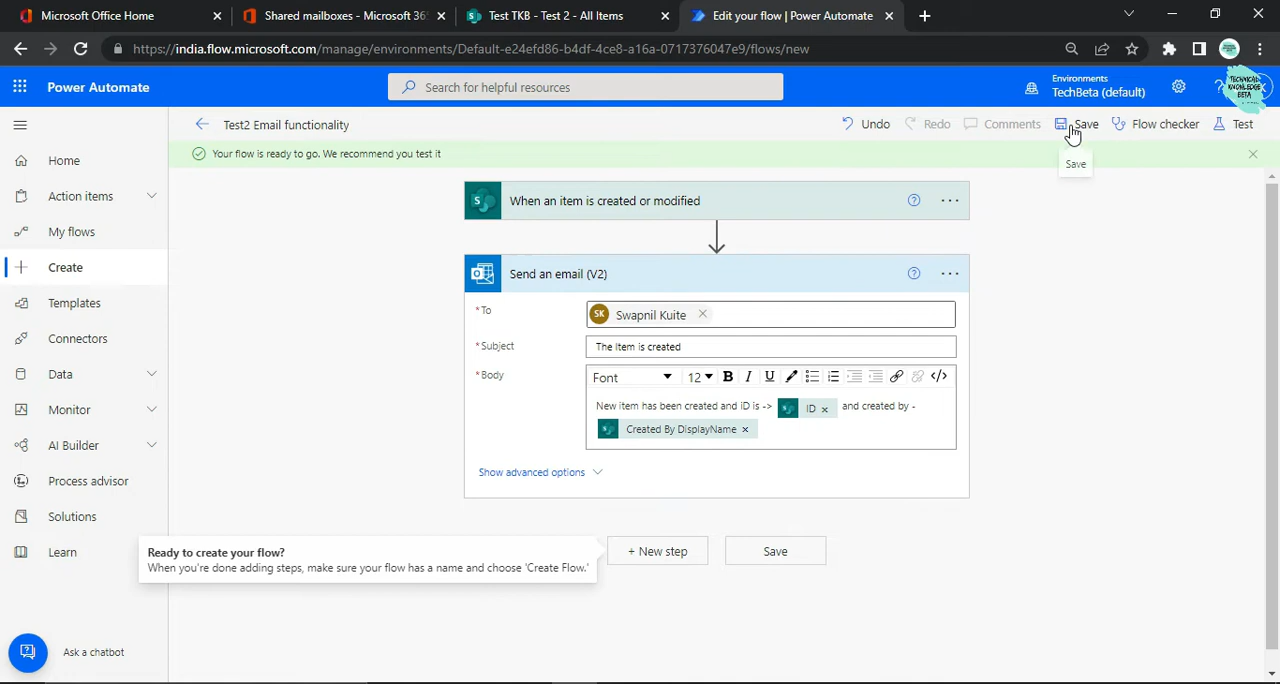 Microsoft Office Home
Shared mailboxes - Microsoft 365
Test TKB - Test 2 - All Items
Edit your flow | Power Automate
https://india.flow.microsoft.com/manage/environments/Default-e24efd86-b4df-4ce8-a16a-0717376047e9/flows/new
Power Automate
Search for helpful resources
Environments
TechBeta (default)
TECHNICAL
KNOWLEDGE
BETA
Test2 Email functionality
Undo
Redo
Comments
Save
Flow checker
Test
Your flow is ready to go. We recommend you test it
Save
Home
Action items
My flows
Create
Templates
Connectors
Data
Monitor
AI Builder
Process advisor
Solutions
Learn
Ask a chatbot
S
When an item is created or modified
Send an email (V2)
* To
SK Swapnil Kuite
* Subject
The Item is created
* Body
Font 12 B I U </>
New item has been created and iD is -> ID and created by -
Created By DisplayName
Show advanced options
Ready to create your flow?
When you're done adding steps, make sure your flow has a name and choose 'Create Flow.'
+ New step
Save